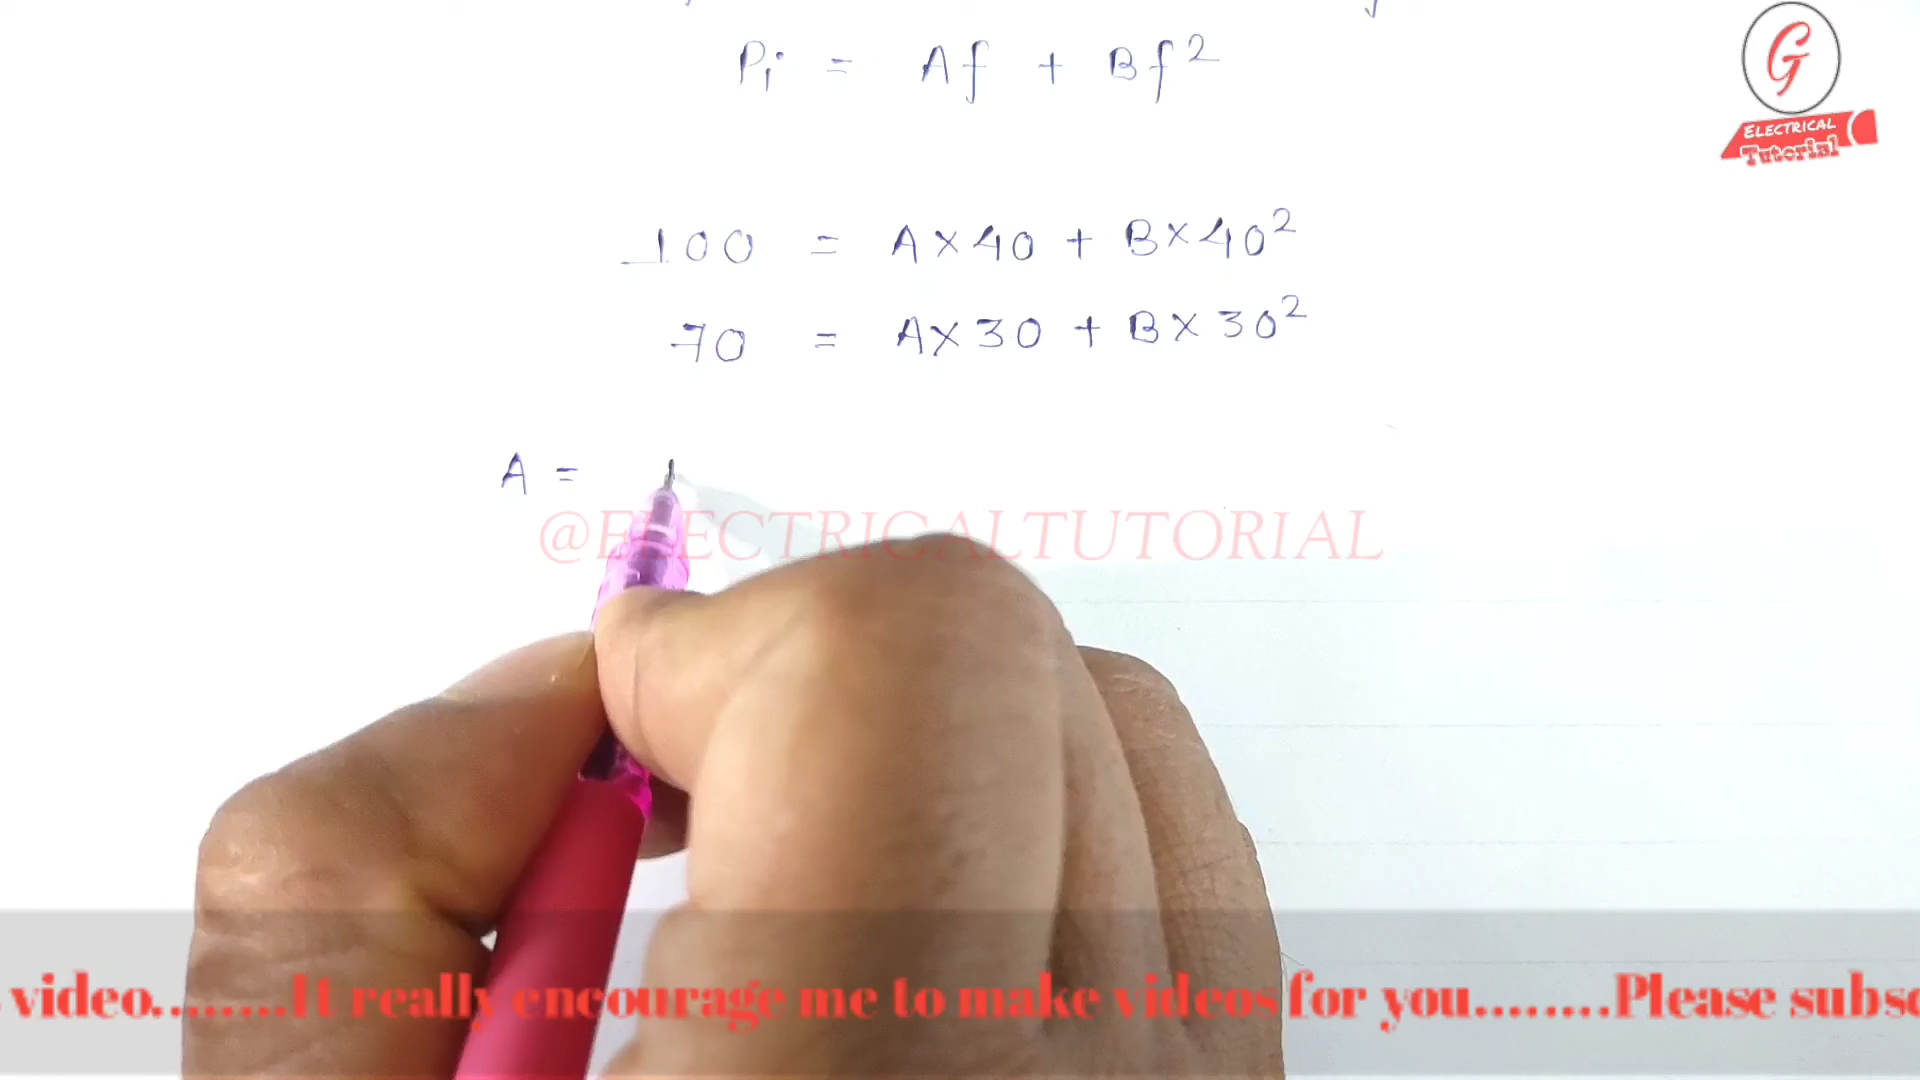 Pi = Af + Bf²
G
ELECTRICAL
Tutorial
100 = A×40 + B×40²
70 = A×30 + B×30²
A =
@ELECTRICALTUTORIAL
video........It really encourage me to make videos for you.......Please subsc